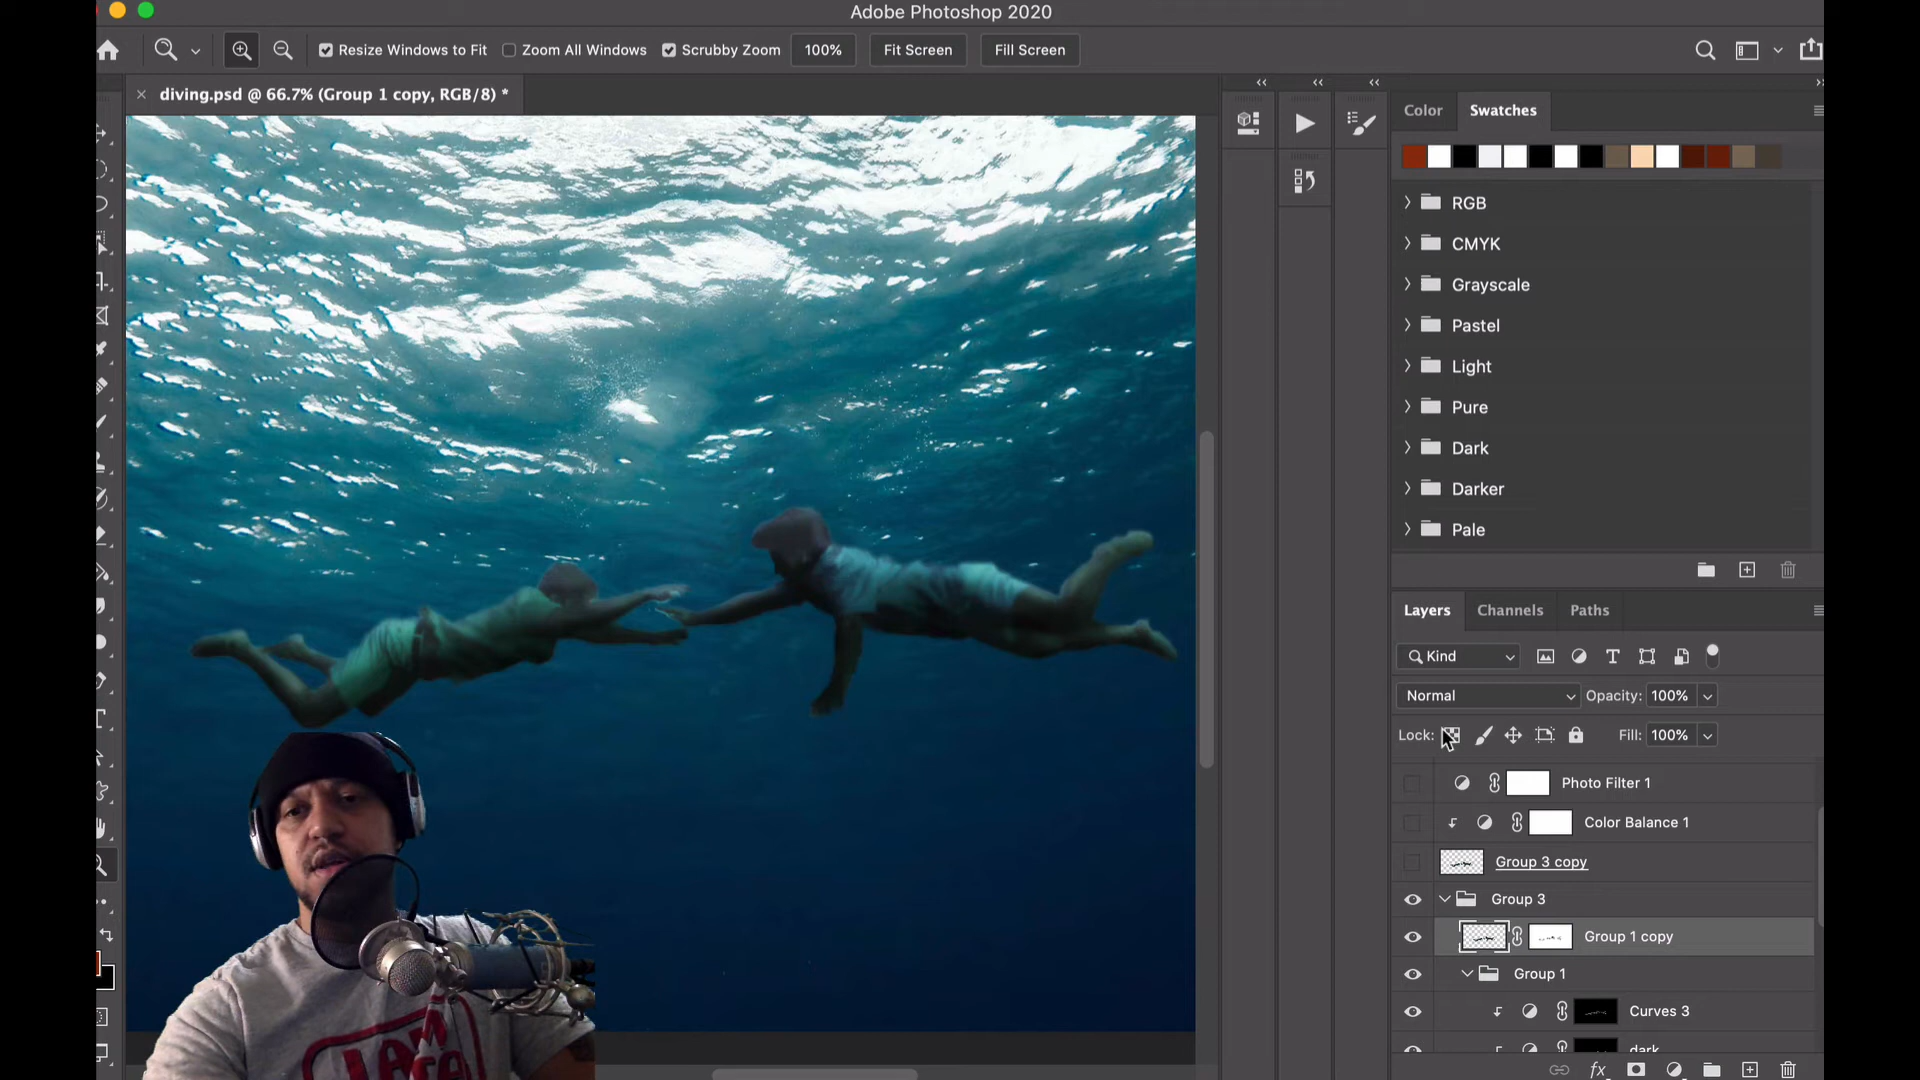 Adobe Photoshop 2020
Resize Windows to Fit
Zoom All Windows
Scrubby Zoom
100%
Fit Screen
Fill Screen
diving.psd @ 66.7% (Group 1 copy, RGB/8) *
Color
Swatches
RGB
CMYK
Grayscale
Pastel
Light
Pure
Dark
Darker
Pale
Layers
Channels
Paths
Kind
Normal
Opacity: 100%
Lock:
Fill: 100%
Photo Filter 1
Color Balance 1
Group 3 copy
Group 3
Group 1 copy
Group 1
Curves 3
dark
fx